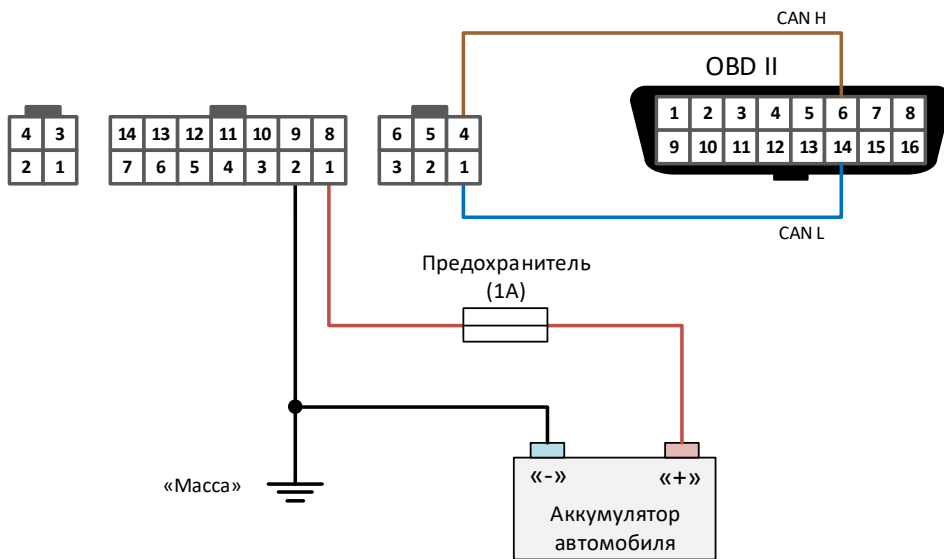 CAN H
OBD II
4 3
2 1
14 13 12 11 10 9 8
7 6 5 4 3 2 1
6 5 4
3 2 1
1 2 3 4 5 6 7 8
9 10 11 12 13 14 15 16
CAN L
Предохранитель
(1А)
«Масса»
«-» «+»
Аккумулятор
автомобиля